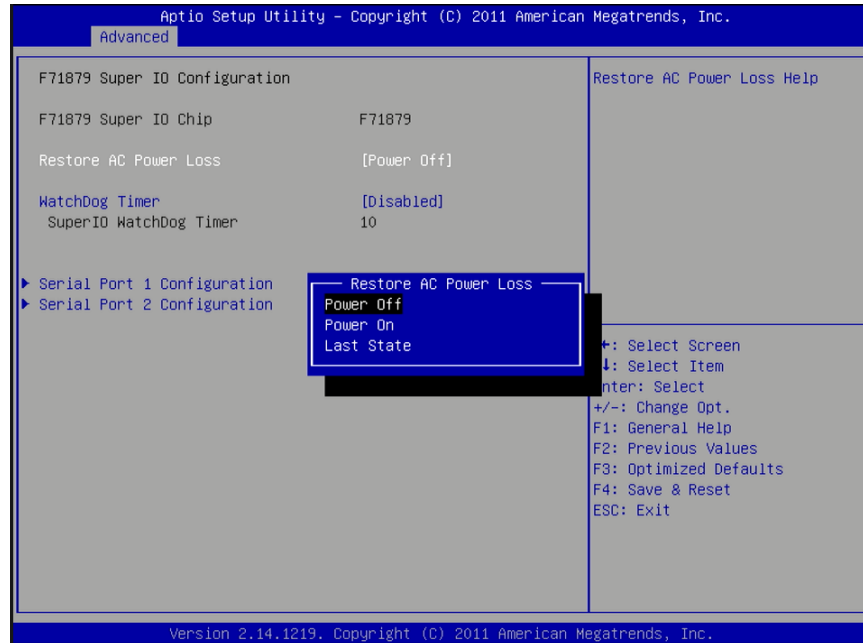 Aptio Setup Utility – Copyright (C) 2011 American Megatrends, Inc.
Advanced
F71879 Super IO Configuration
Restore AC Power Loss Help
F71879 Super IO Chip F71879
Restore AC Power Loss [Power Off]
WatchDog Timer [Disabled]
SuperIO WatchDog Timer 10
Serial Port 1 Configuration
Serial Port 2 Configuration
Restore AC Power Loss
Power Off
Power On
Last State
: Select Screen
: Select Item
nter: Select
+/-: Change Opt.
F1: General Help
F2: Previous Values
F3: Optimized Defaults
F4: Save & Reset
ESC: Exit
Version 2.14.1219. Copyright (C) 2011 American Megatrends, Inc.